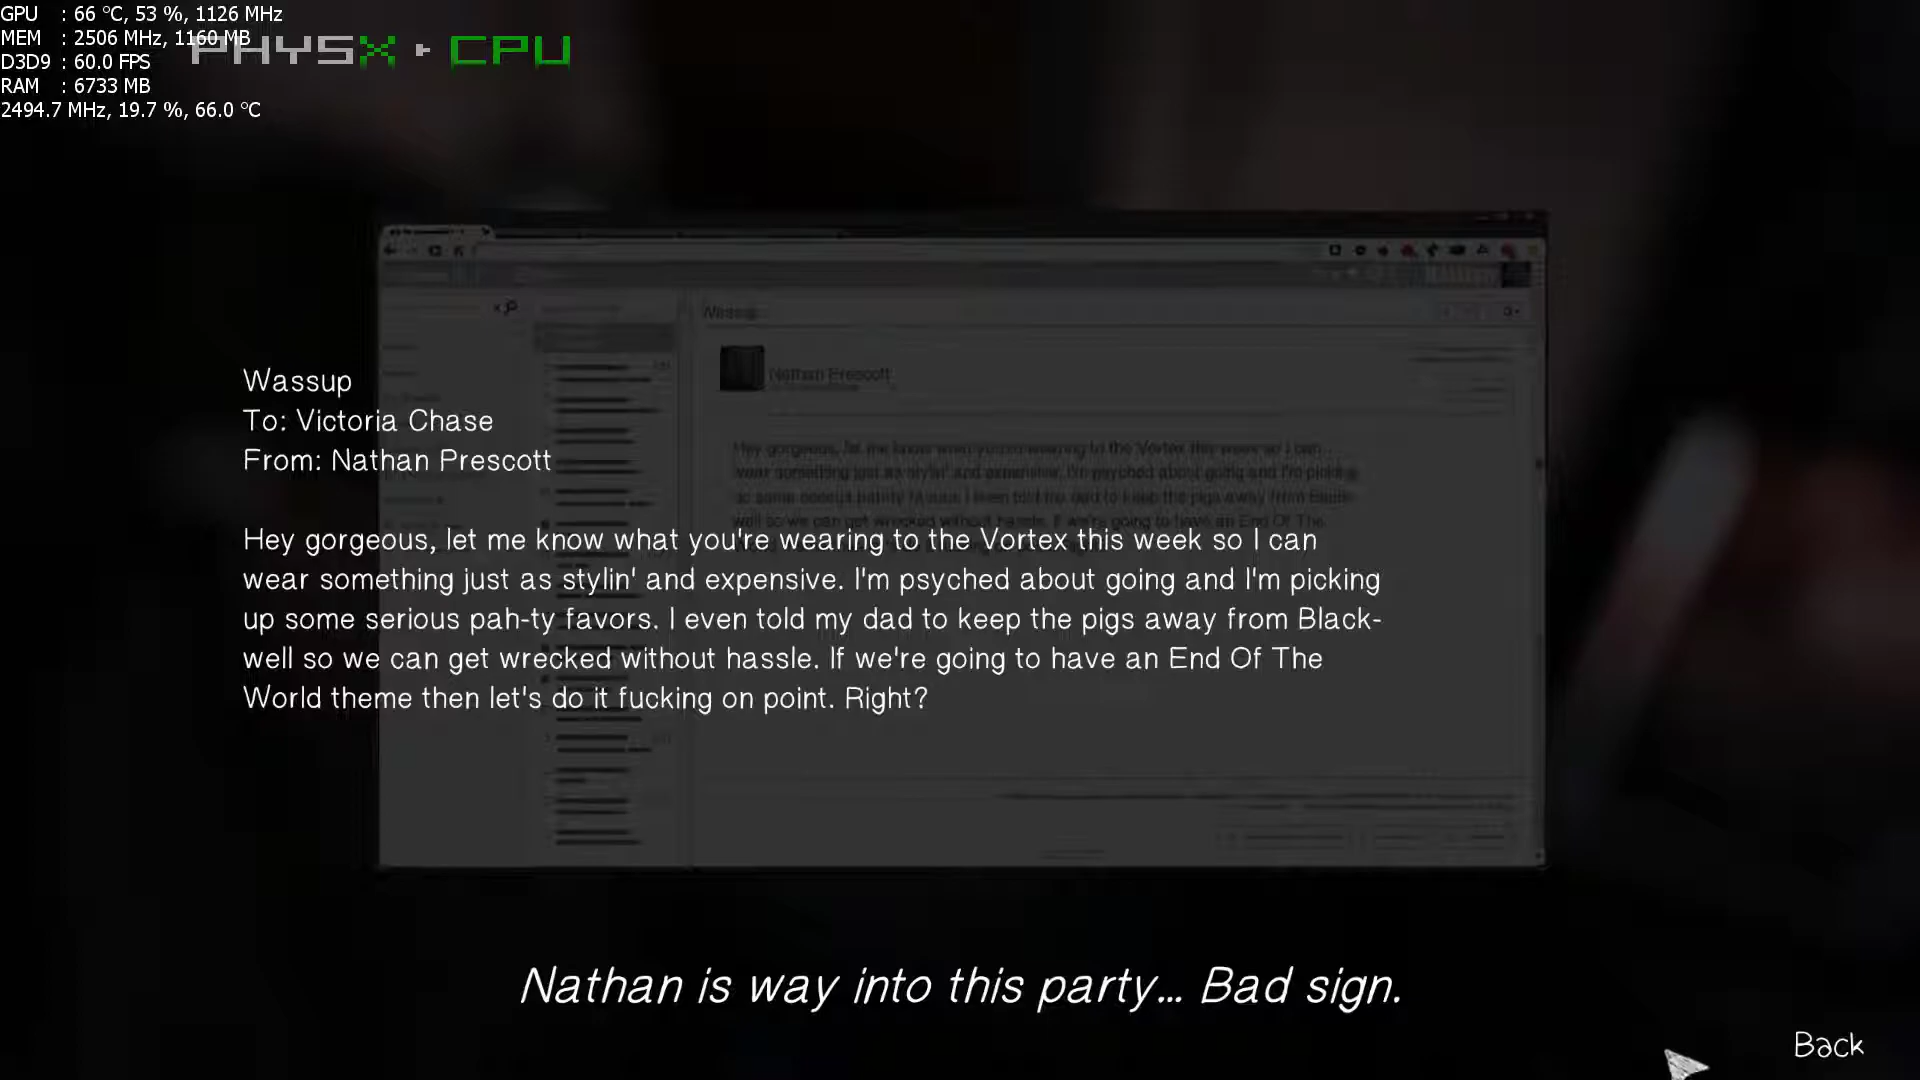 GPU : 66 °C, 53 %, 1126 MHz
MEM : 2506 MHz, 1160 MB
D3D9 : 60.0 FPS
RAM : 6733 MB
2494.7 MHz, 19.7 %, 66.0 °C
PHYSX ▸ CPU
Wassup
Nathan Prescott
Wassup
To: Victoria Chase
From: Nathan Prescott
Hey gorgeous, let me know what you're wearing to the Vortex this week so I can
wear something just as stylin' and expensive. I'm psyched about going and I'm picking
up some serious pah-ty favors. I even told my dad to keep the pigs away from Black-
well so we can get wrecked without hassle. If we're going to have an End Of The
World theme then let's do it fucking on point. Right?
Nathan is way into this party... Bad sign.
Back